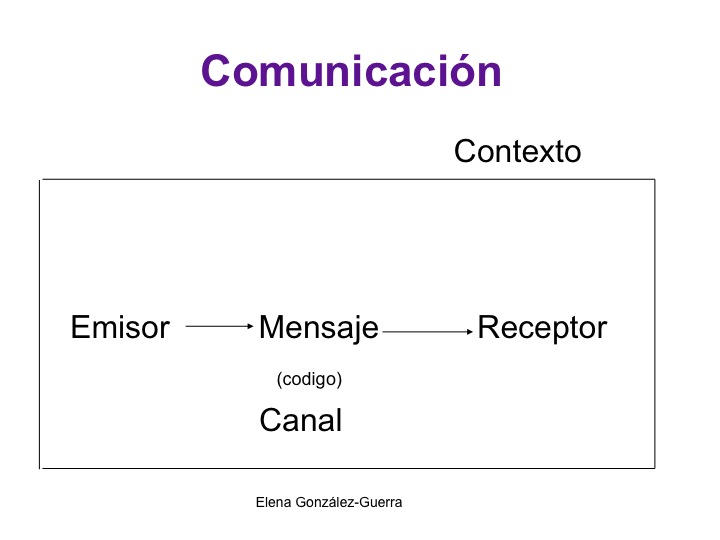 Comunicación
Contexto
Emisor Mensaje Receptor
(codigo)
Canal
Elena González-Guerra